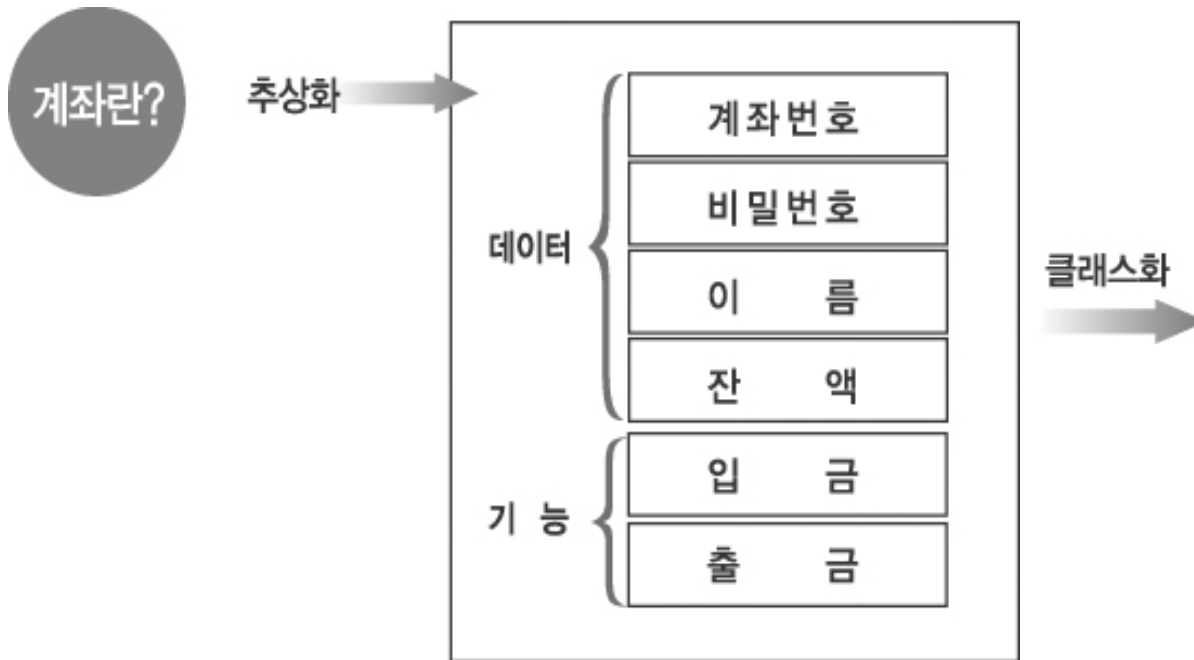 계좌란?
추상화
데이터
계좌번호
비밀번호
이 름
잔 액
기 능
입 금
출 금
클래스화